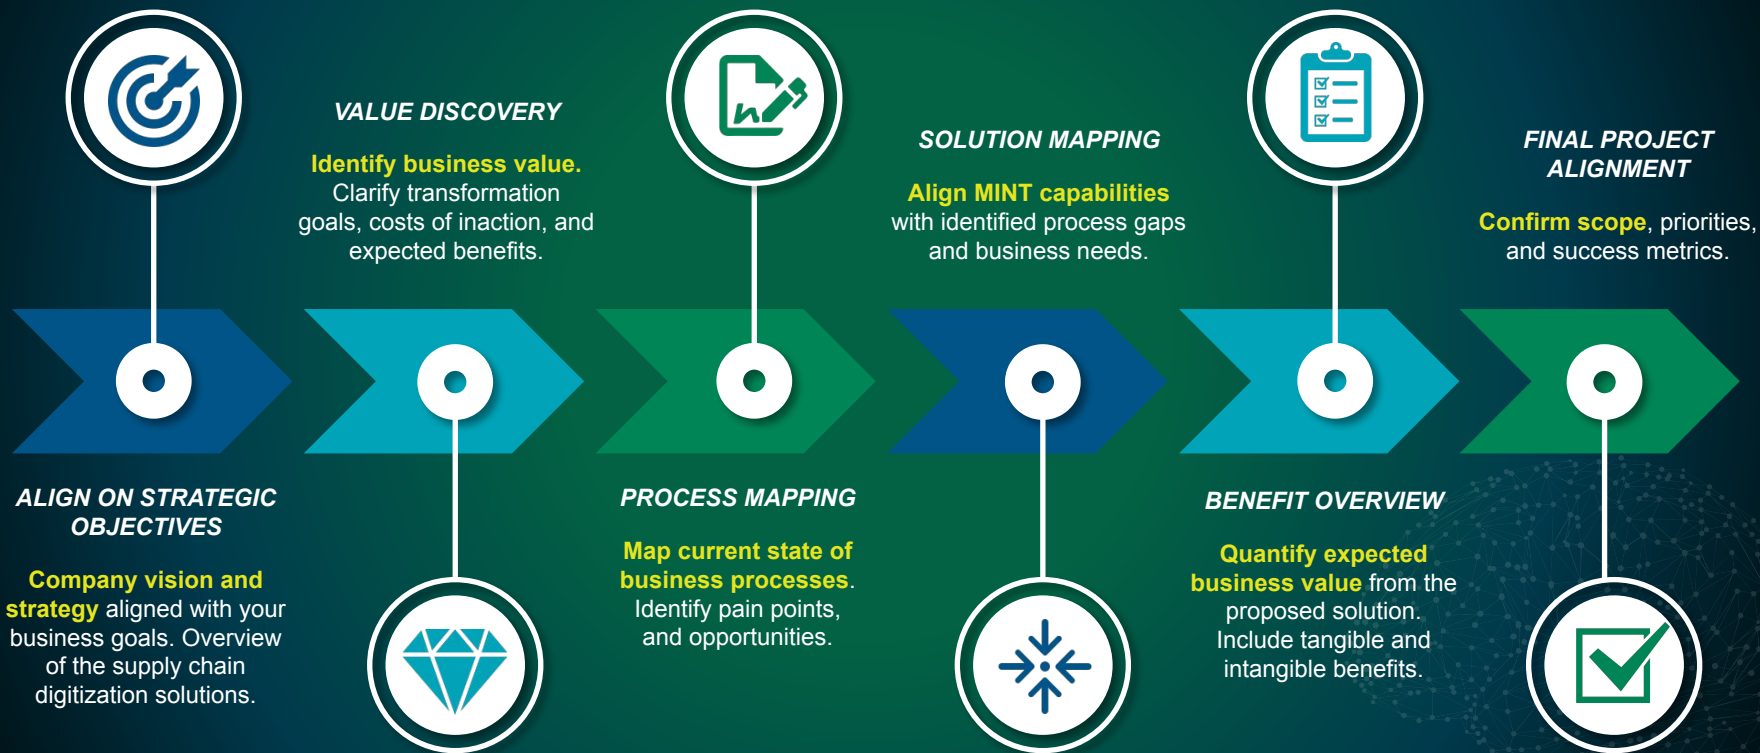 ALIGN ON STRATEGIC
OBJECTIVES
Company vision and
strategy aligned with your
business goals. Overview
of the supply chain
digitization solutions.
VALUE DISCOVERY
Identify business value.
Clarify transformation
goals, costs of inaction, and
expected benefits.
PROCESS MAPPING
Map current state of
business processes.
Identify pain points,
and opportunities.
SOLUTION MAPPING
Align MINT capabilities
with identified process gaps
and business needs.
BENEFIT OVERVIEW
Quantify expected
business value from the
proposed solution.
Include tangible and
intangible benefits.
FINAL PROJECT
ALIGNMENT
Confirm scope, priorities,
and success metrics.